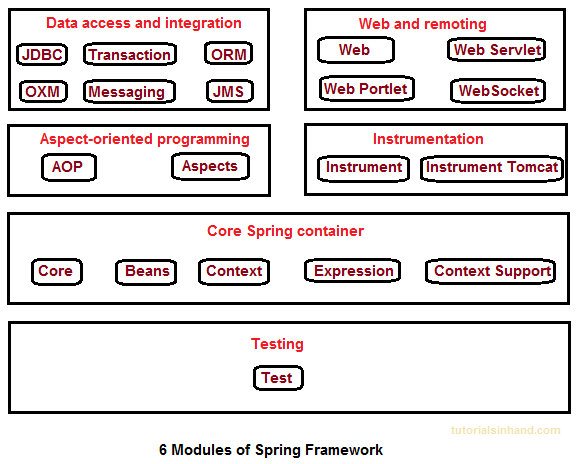 Data access and integration
JDBC Transaction ORM
OXM Messaging JMS
Web and remoting
Web Web Servlet
Web Portlet WebSocket
Aspect-oriented programming
AOP Aspects
Instrumentation
Instrument Instrument Tomcat
Core Spring container
Core Beans Context Expression Context Support
Testing
Test
tutorialsinhand.com
6 Modules of Spring Framework